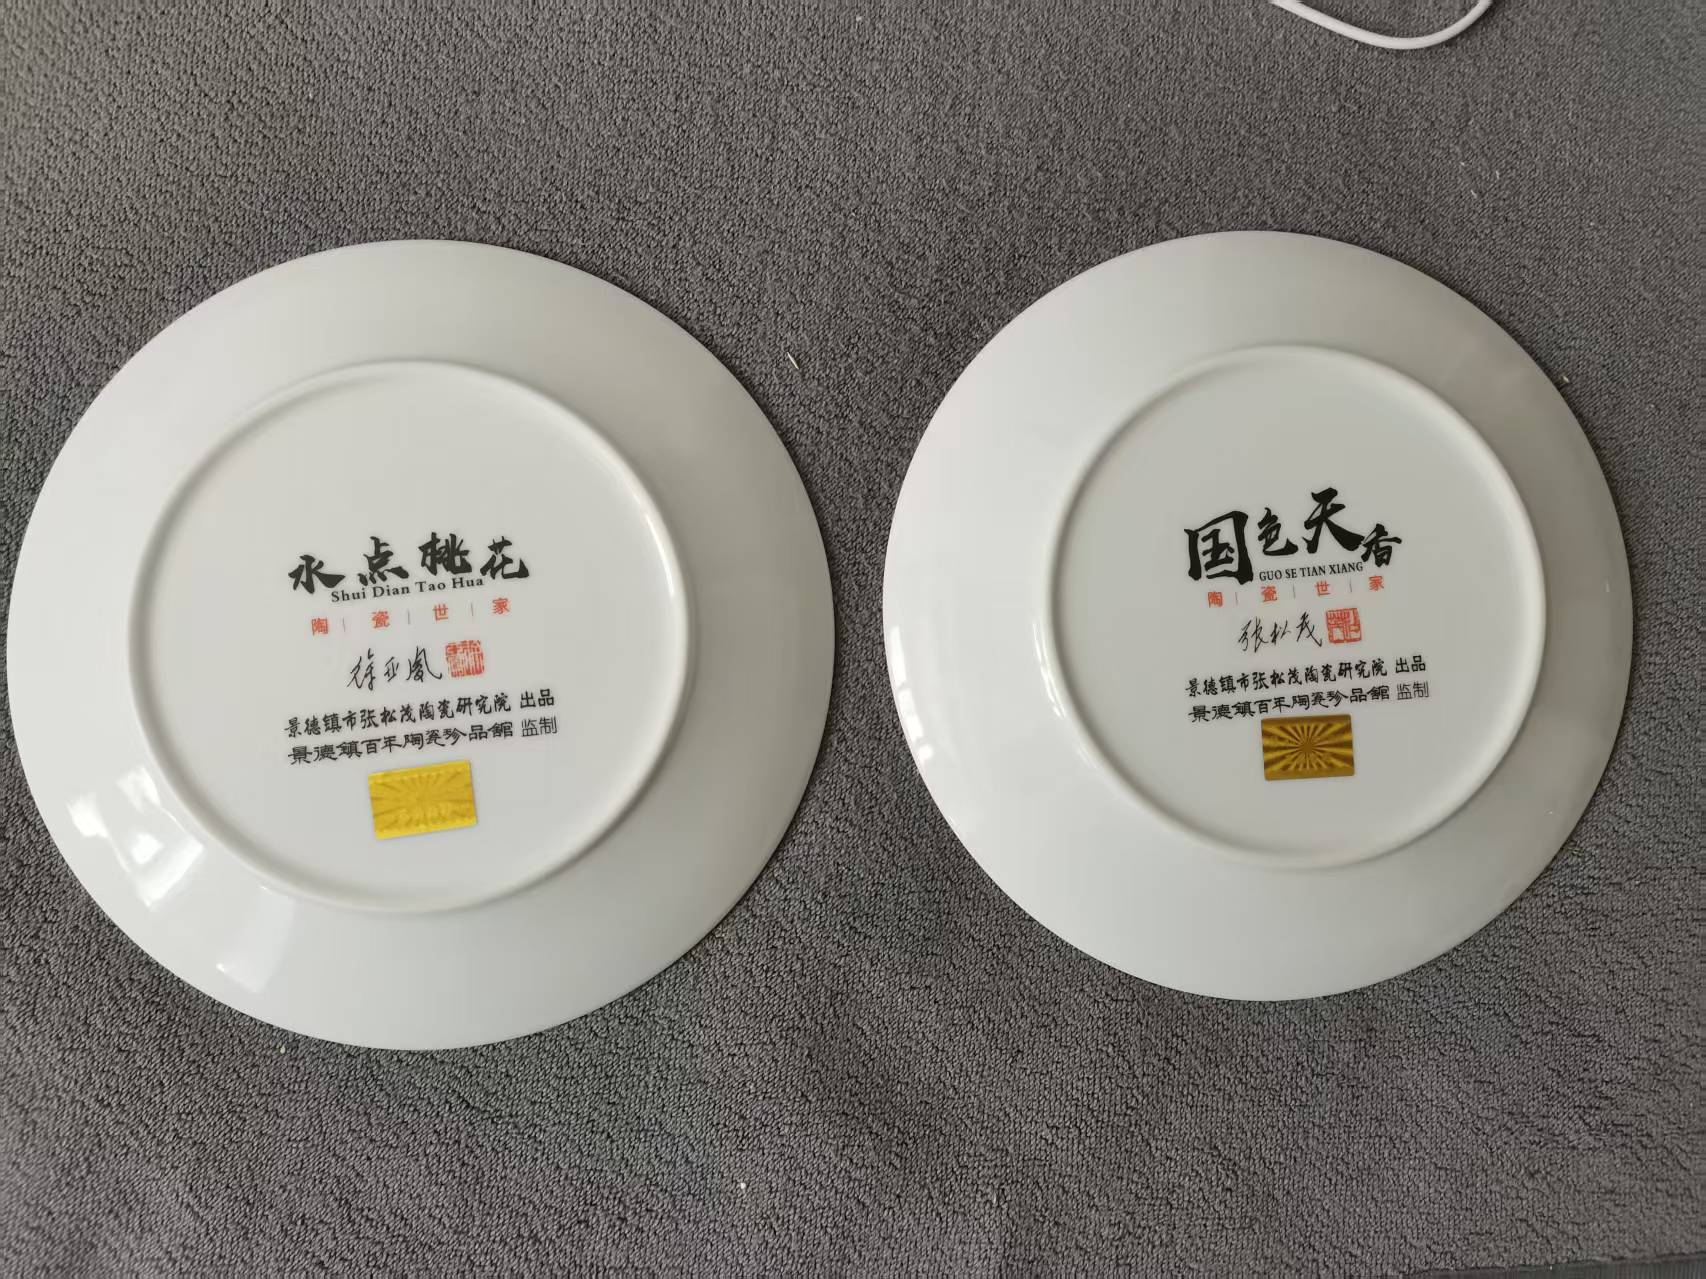 水点桃花
Shui Dian Tao Hua
陶 | 瓷 | 世 | 家
徐亚凤
景德镇市张松茂陶瓷研究院 出品
景德鎮百年陶瓷珍品館 监制
国色天香
GUO SE TIAN XIANG
陶 | 瓷 | 世 | 家
张松茂
景德镇市张松茂陶瓷研究院 出品
景德鎮百年陶瓷珍品館 监制